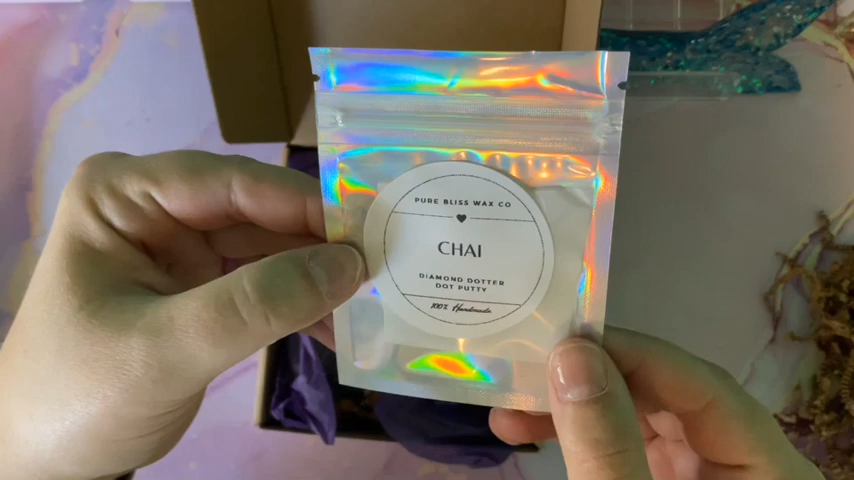 PURE BLISS WAX CO
CHAI
DIAMOND DOTTER
DOT PUTTY
100% Handmade